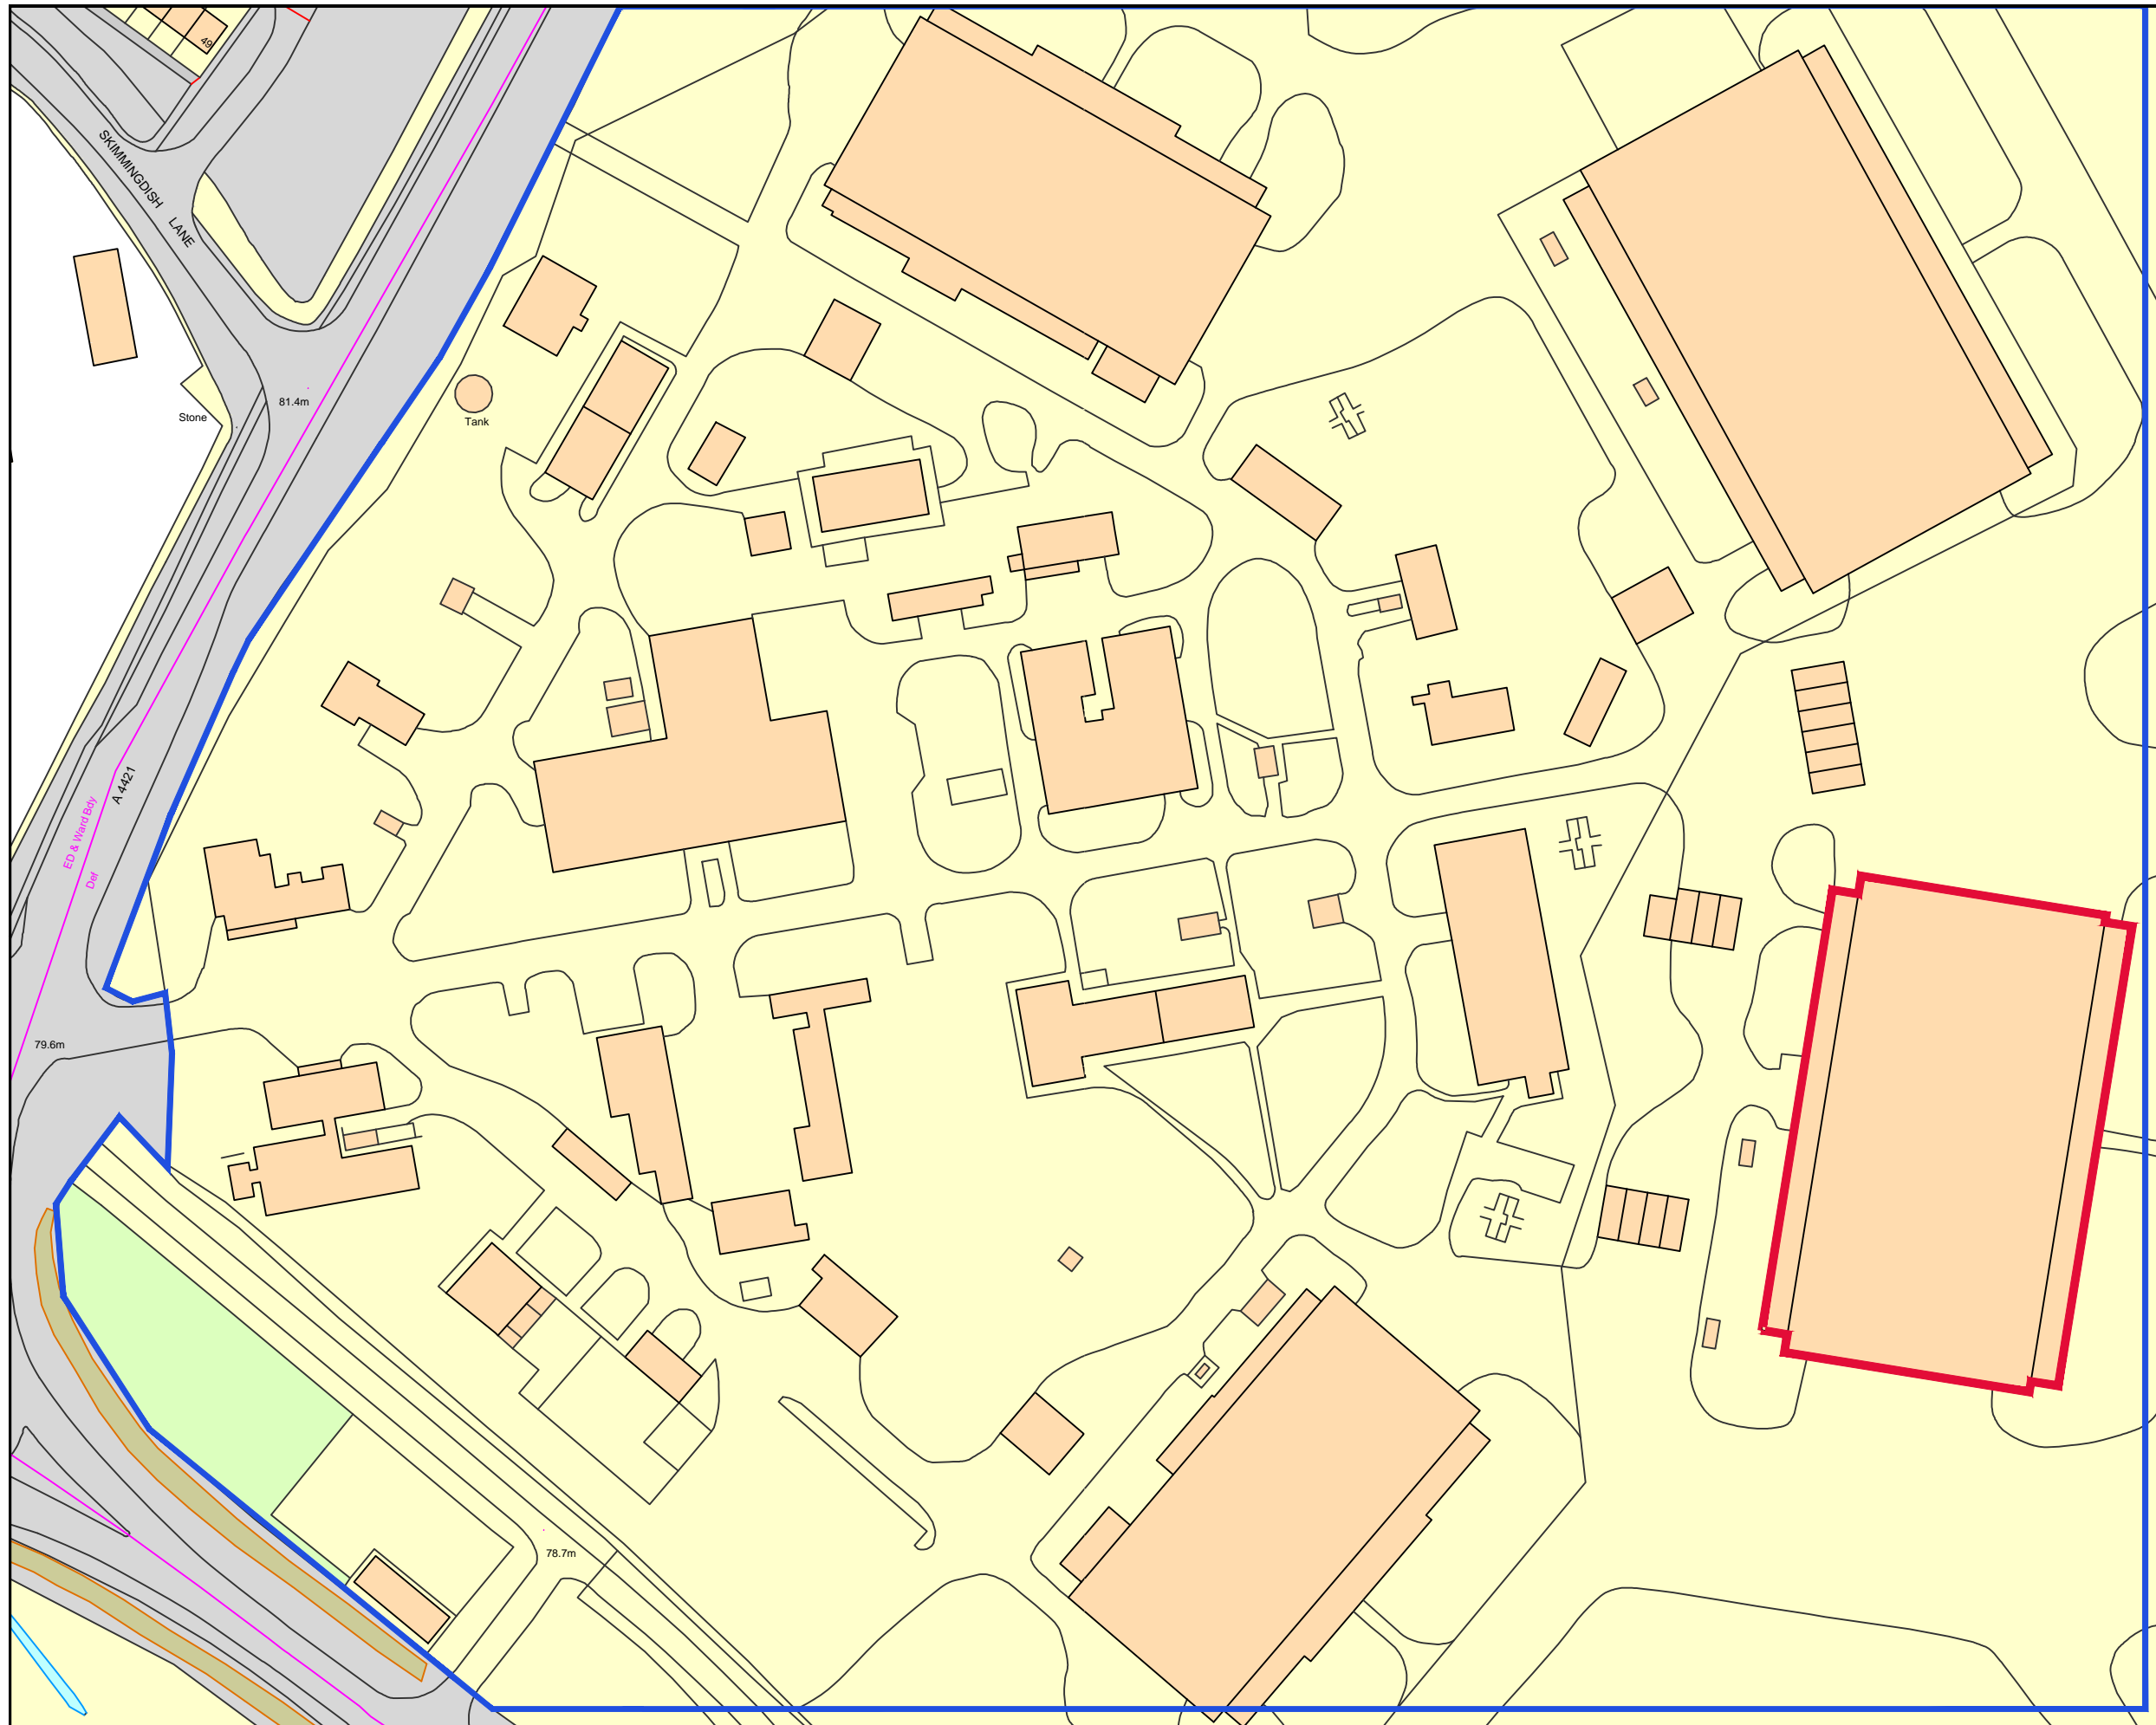 49
SKIMMINGDISH LANE
81.4m
Stone
Tank
A 4421
ED & Ward Bdy
Def
79.6m
78.7m